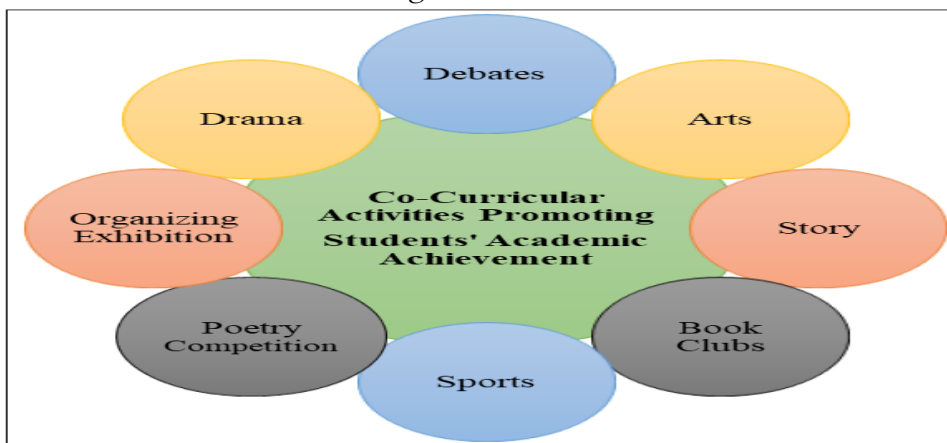 Debates
Drama
Arts
Co-Curricular
Activities Promoting
Students' Academic
Achievement
Organizing
Exhibition
Story
Poetry
Competition
Book
Clubs
Sports